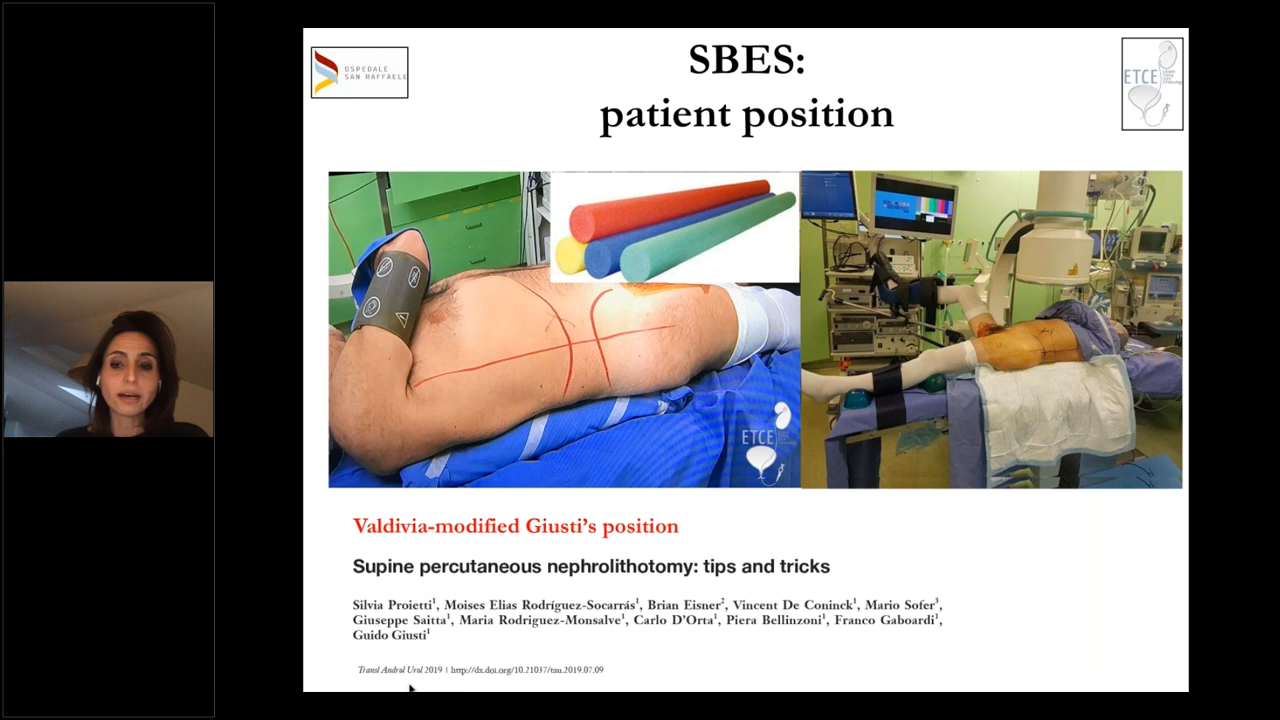 OSPEDALE
SAN RAFFAELE
SBES:
patient position
ETCE
ETCE
Valdivia-modified Giusti's position
Supine percutaneous nephrolithotomy: tips and tricks
Silvia Proietti1, Moises Elias Rodríguez-Socarrás1, Brian Eisner2, Vincent De Coninck1, Mario Sofer3,
Giuseppe Saitta1, Maria Rodriguez-Monsalve1, Carlo D'Orta1, Piera Bellinzoni1, Franco Gaboardi1,
Guido Giusti1
Transl Androl Urol 2019 | http://dx.doi.org/10.21037/tau.2019.07.09